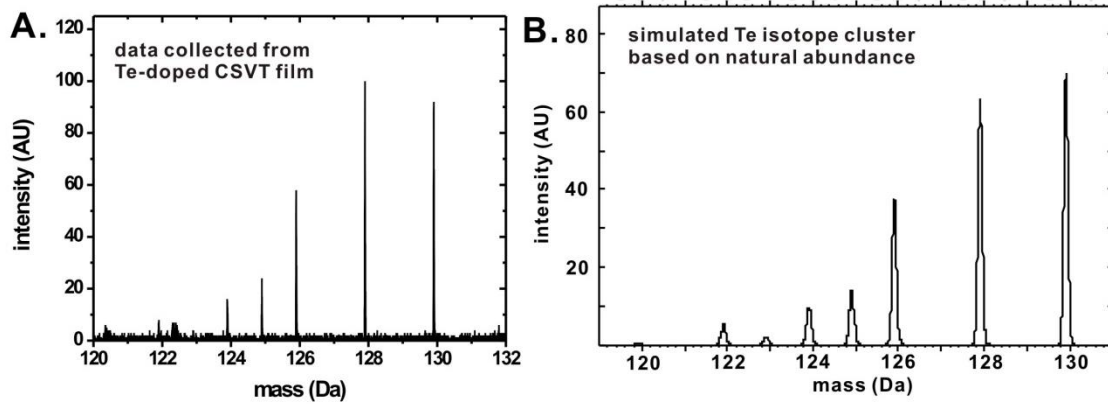 A.
data collected from
Te-doped CSVT film
intensity (AU)
120
100
80
60
40
20
0
120 122 124 126 128 130 132
mass (Da)
B.
simulated Te isotope cluster
based on natural abundance
intensity (AU)
80
60
40
20
120 122 124 126 128 130
mass (Da)